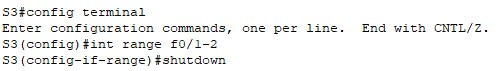 S3#config terminal
Enter configuration commands, one per line.  End with CNTL/Z.
S3(config)#int range f0/1-2
S3(config-if-range)#shutdown